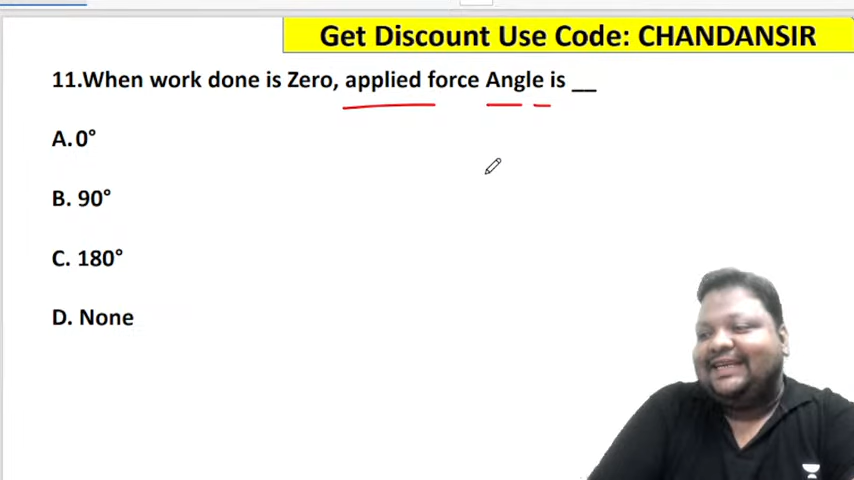 Get Discount Use Code: CHANDANSIR
11.When work done is Zero, applied force Angle is __
A. 0°
B. 90°
C. 180°
D. None